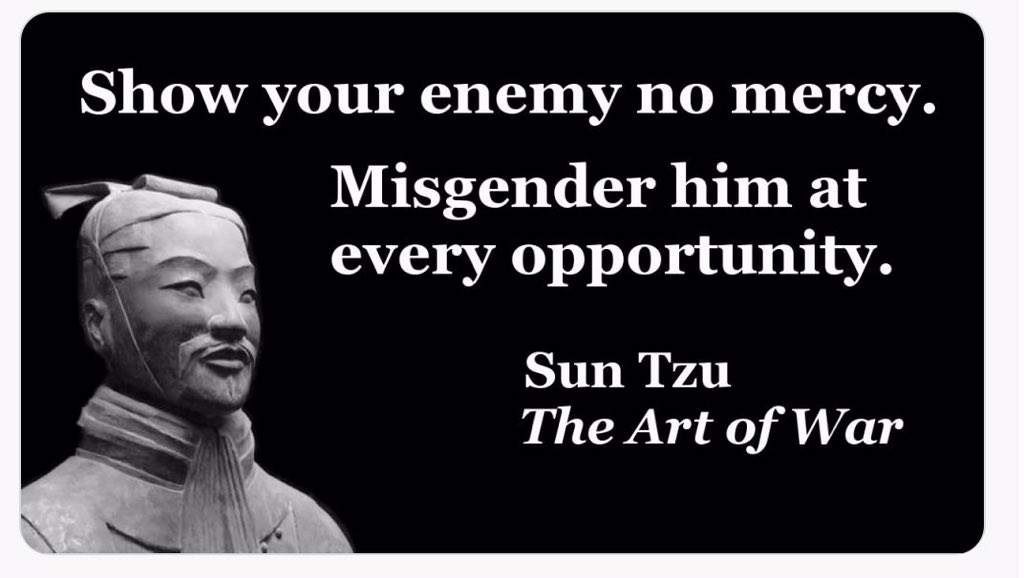 Show your enemy no mercy.
Misgender him at
every opportunity.
Sun Tzu
The Art of War